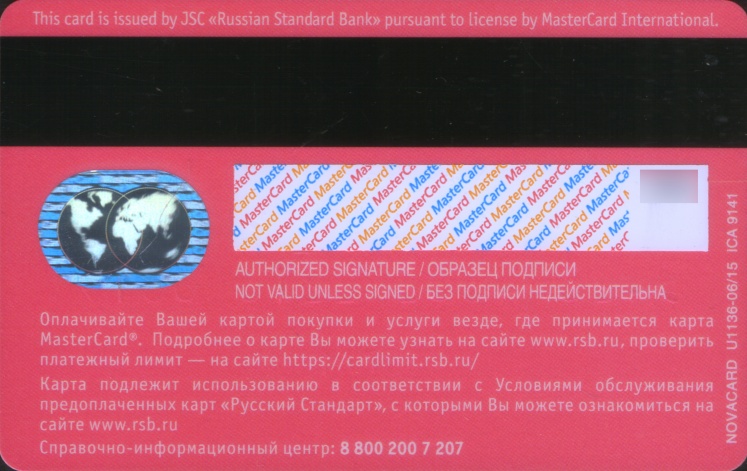 This card is issued by JSC «Russian Standard Bank» pursuant to license by MasterCard International.
MasterCard MasterCard MasterCard MasterCard
AUTHORIZED SIGNATURE / ОБРАЗЕЦ ПОДПИСИ
NOT VALID UNLESS SIGNED / БЕЗ ПОДПИСИ НЕДЕЙСТВИТЕЛЬНА
Оплачивайте Вашей картой покупки и услуги везде, где принимается карта
MasterCard®. Подробнее о карте Вы можете узнать на сайте www.rsb.ru, проверить
платежный лимит — на сайте https://cardlimit.rsb.ru/
Карта подлежит использованию в соответствии с Условиями обслуживания
предоплаченных карт «Русский Стандарт», с которыми Вы можете ознакомиться на
сайте www.rsb.ru
Справочно-информационный центр: 8 800 200 7 207
NOVACARD U1136-06/15 ICA 9141